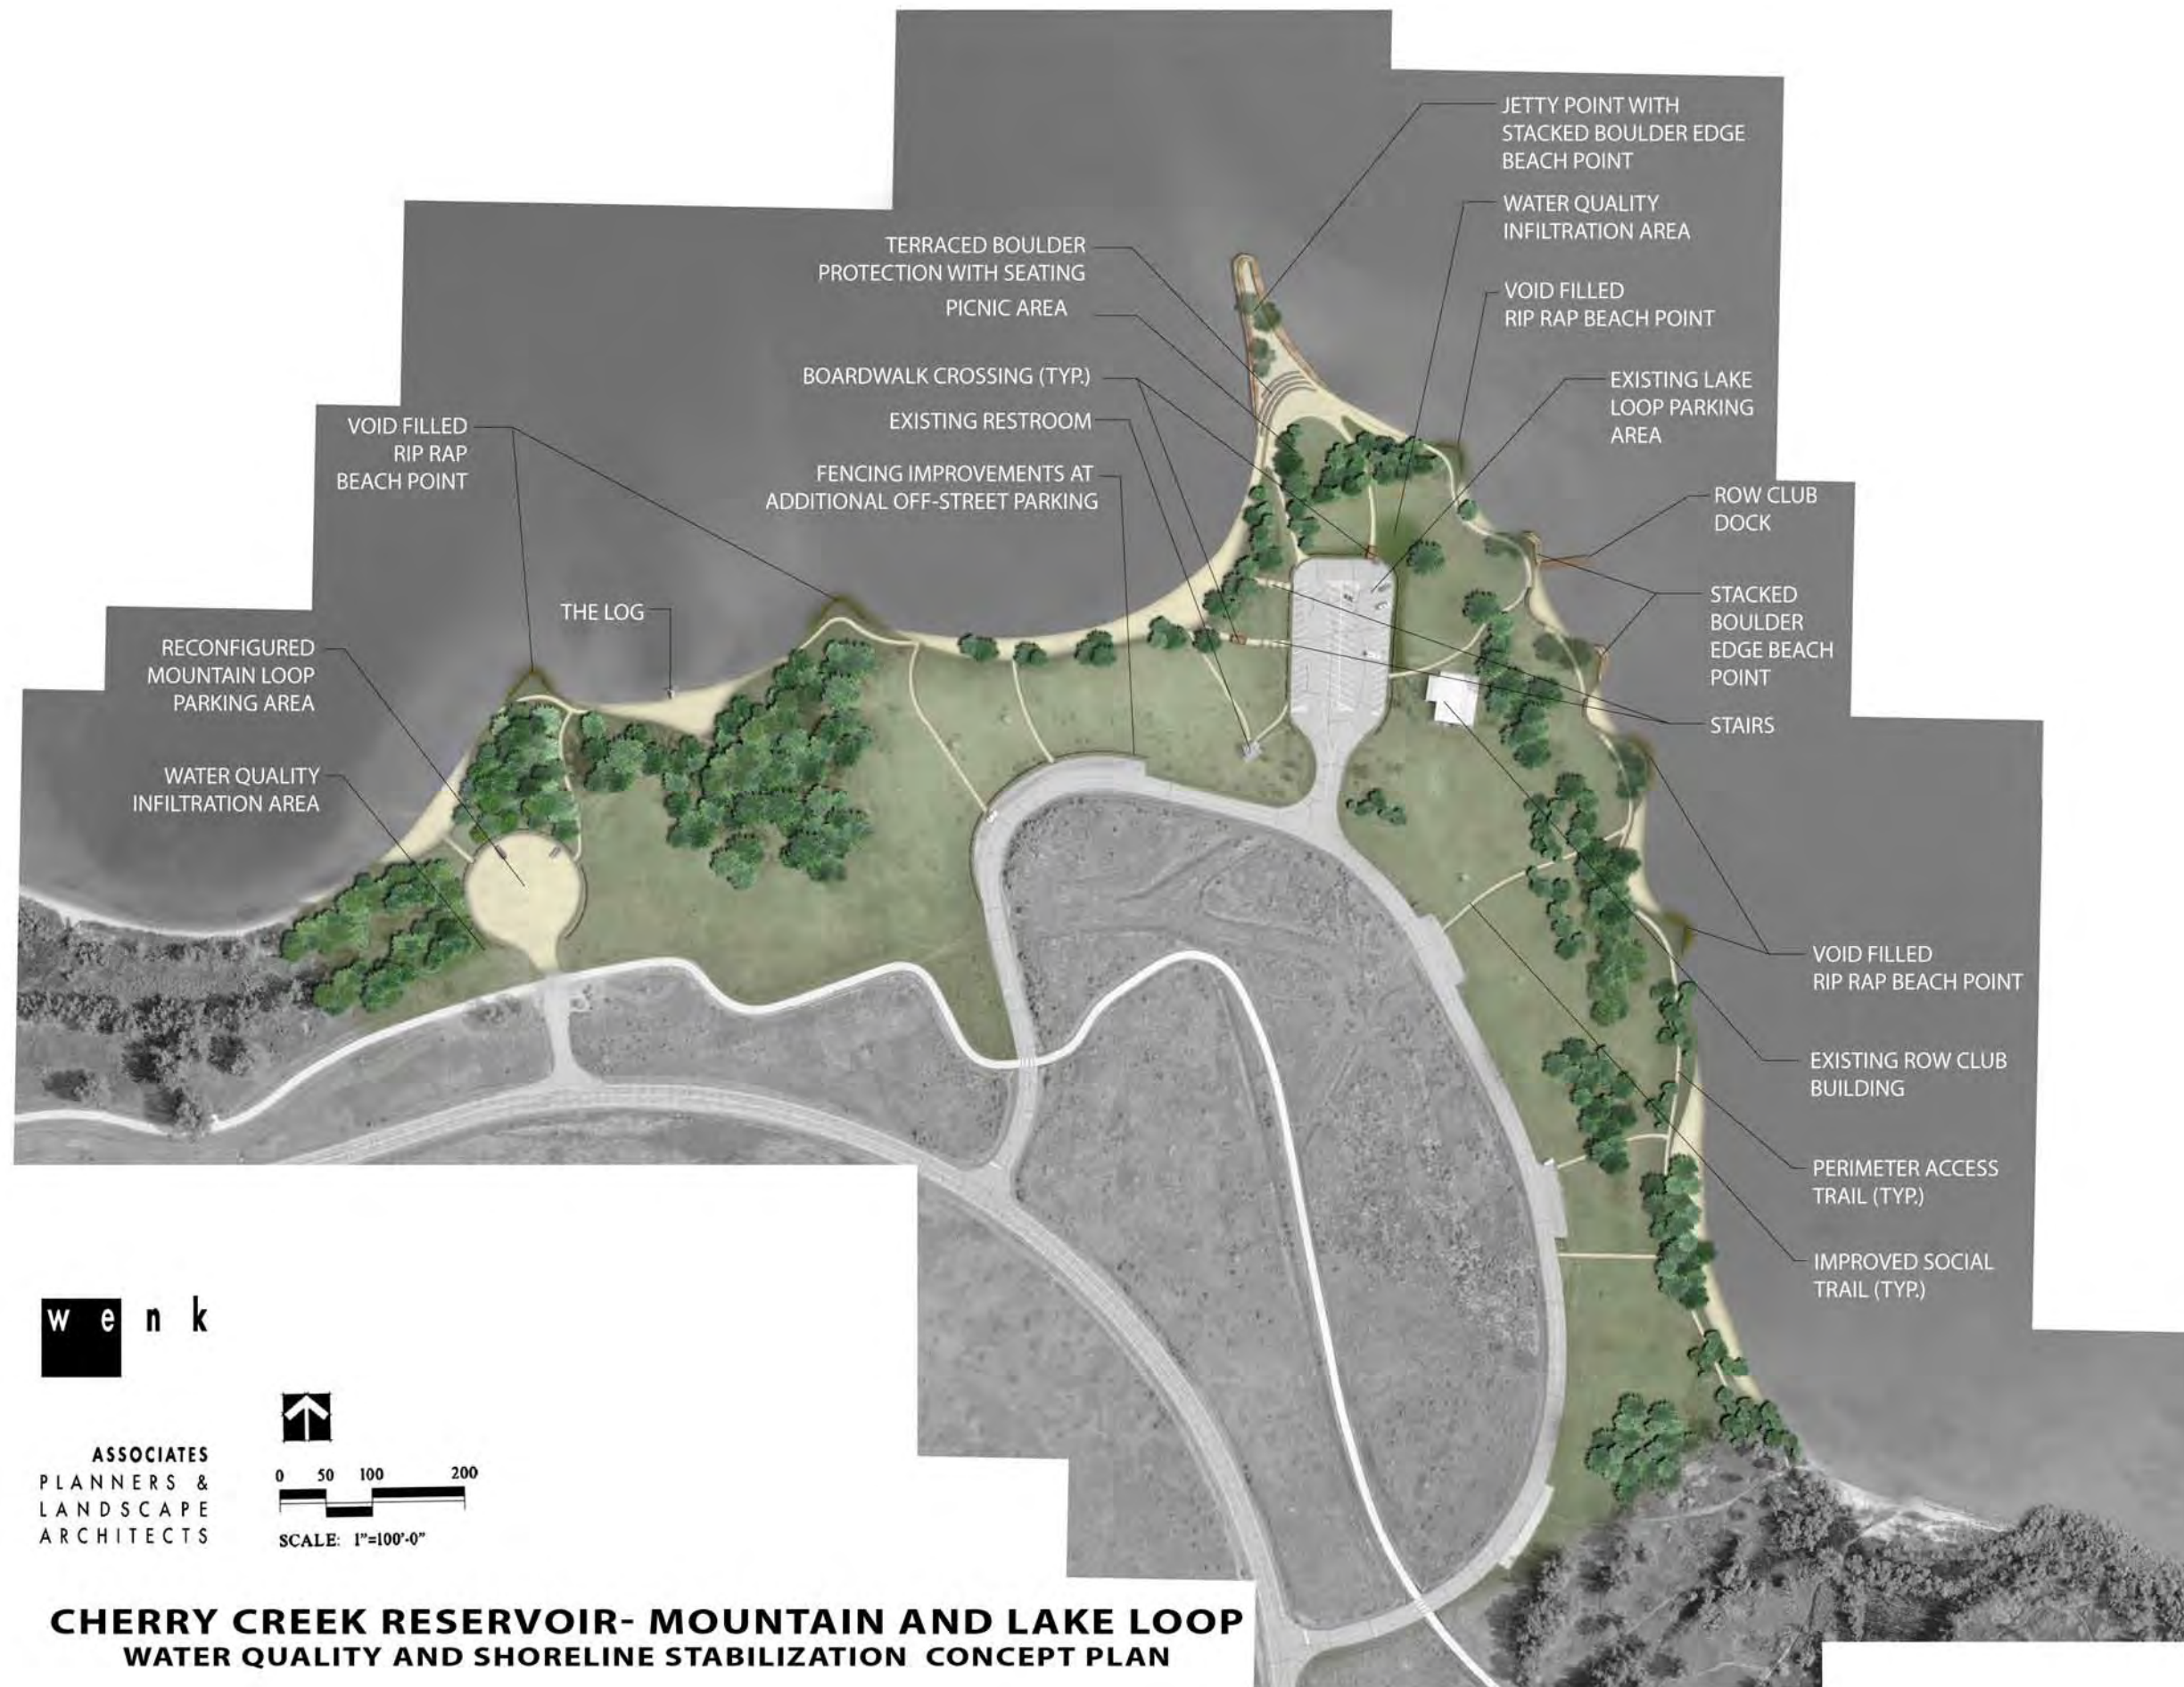 JETTY POINT WITH
STACKED BOULDER EDGE
BEACH POINT
WATER QUALITY
INFILTRATION AREA
TERRACED BOULDER
PROTECTION WITH SEATING
PICNIC AREA
VOID FILLED
RIP RAP BEACH POINT
BOARDWALK CROSSING (TYP.)
EXISTING LAKE
LOOP PARKING
AREA
EXISTING RESTROOM
VOID FILLED
RIP RAP
BEACH POINT
FENCING IMPROVEMENTS AT
ADDITIONAL OFF-STREET PARKING
ROW CLUB
DOCK
THE LOG
STACKED
BOULDER
EDGE BEACH
POINT
RECONFIGURED
MOUNTAIN LOOP
PARKING AREA
STAIRS
WATER QUALITY
INFILTRATION AREA
VOID FILLED
RIP RAP BEACH POINT
EXISTING ROW CLUB
BUILDING
PERIMETER ACCESS
TRAIL (TYP.)
IMPROVED SOCIAL
TRAIL (TYP.)
wenk
ASSOCIATES
PLANNERS &
LANDSCAPE
ARCHITECTS
0 50 100 200
SCALE: 1"=100'-0"
CHERRY CREEK RESERVOIR- MOUNTAIN AND LAKE LOOP
WATER QUALITY AND SHORELINE STABILIZATION CONCEPT PLAN